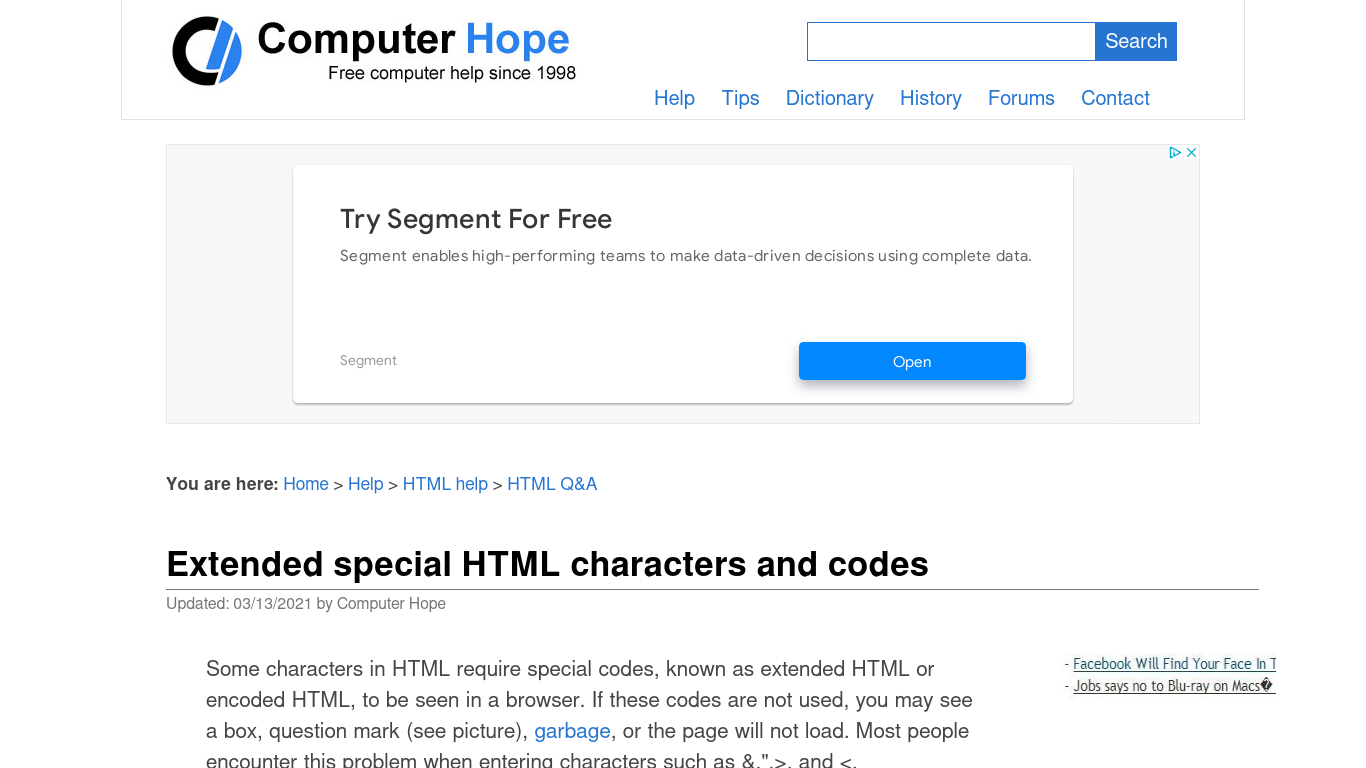 Computer Hope
Free computer help since 1998
Search
Help Tips Dictionary History Forums Contact
Try Segment For Free
Segment enables high-performing teams to make data-driven decisions using complete data.
Segment
Open
You are here: Home > Help > HTML help > HTML Q&A
Extended special HTML characters and codes
Updated: 03/13/2021 by Computer Hope
Some characters in HTML require special codes, known as extended HTML or
encoded HTML, to be seen in a browser. If these codes are not used, you may see
a box, question mark (see picture), garbage, or the page will not load. Most people
encounter this problem when entering characters such as &,",>, and <.
- Facebook Will Find Your Face In T
- Jobs says no to Blu-ray on Macs�